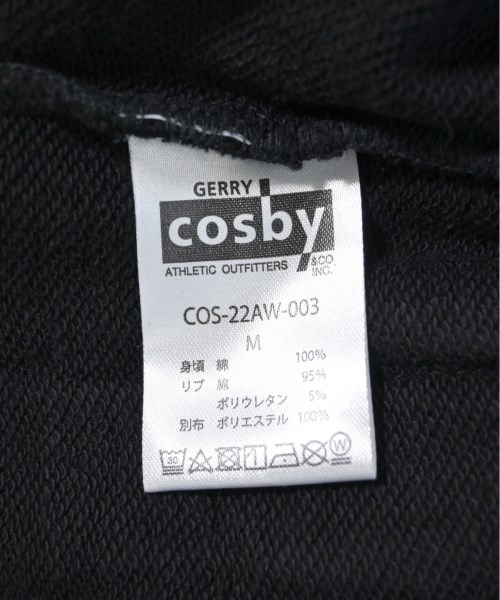 GERRY
cosby
ATHLETIC OUTFITTERS &CO INC.
COS-22AW-003
M
身頃 綿 100%
リブ 綿 95%
ポリウレタン 5%
別布 ポリエステル 100%
30 W